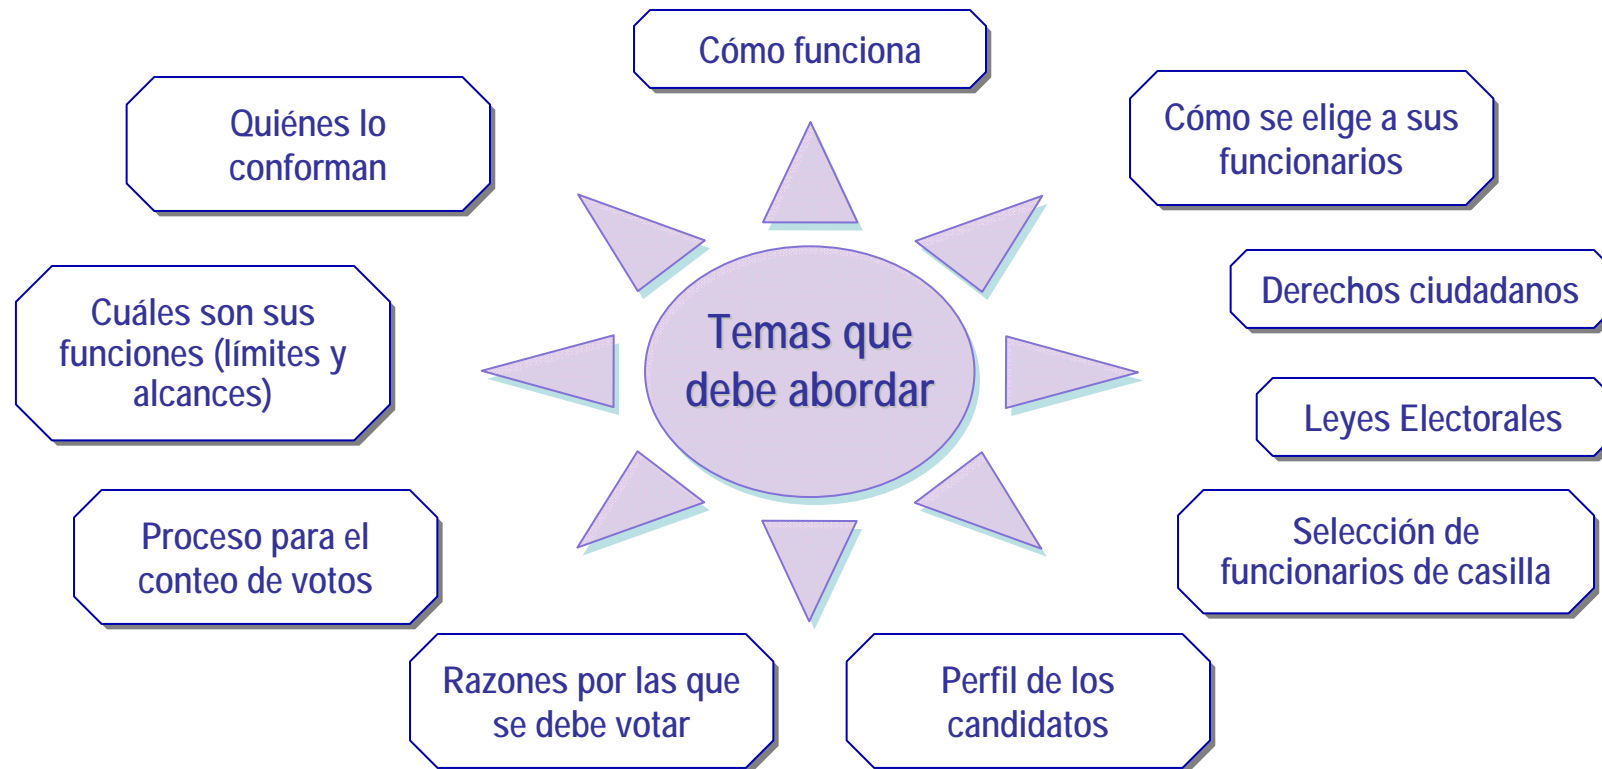 Cómo funciona
Quiénes lo
conforman
Cómo se elige a sus
funcionarios
Cuáles son sus
funciones (límites y
alcances)
Derechos ciudadanos
Temas que
debe abordar
Leyes Electorales
Proceso para el
conteo de votos
Selección de
funcionarios de casilla
Razones por las que
se debe votar
Perfil de los
candidatos